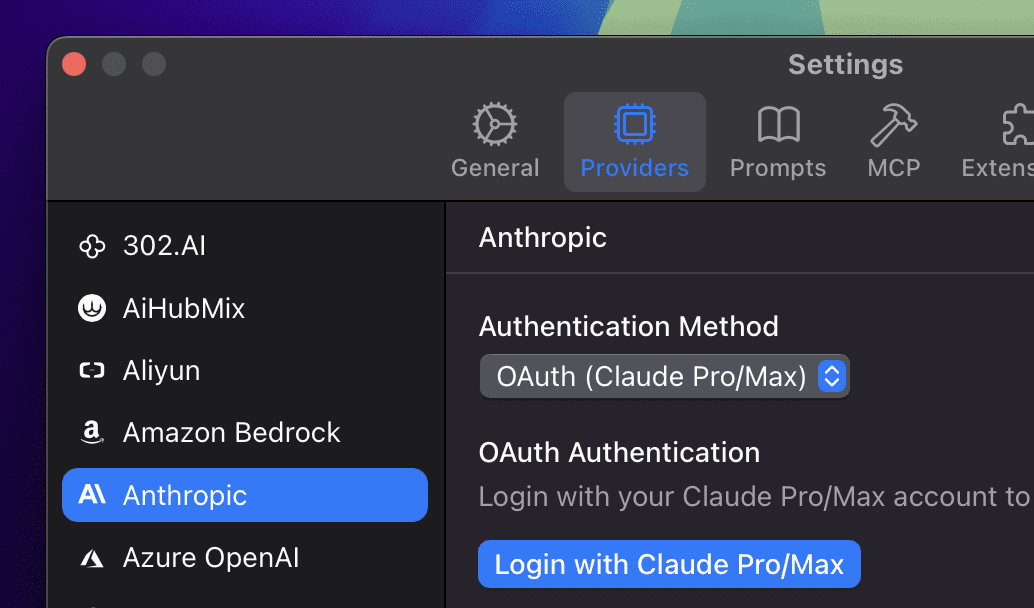 Settings
General
Providers
Prompts
MCP
302.AI
AiHubMix
Aliyun
Amazon Bedrock
Anthropic
Azure OpenAI
Anthropic
Authentication Method
OAuth (Claude Pro/Max)
OAuth Authentication
Login with your Claude Pro/Max account to
Login with Claude Pro/Max